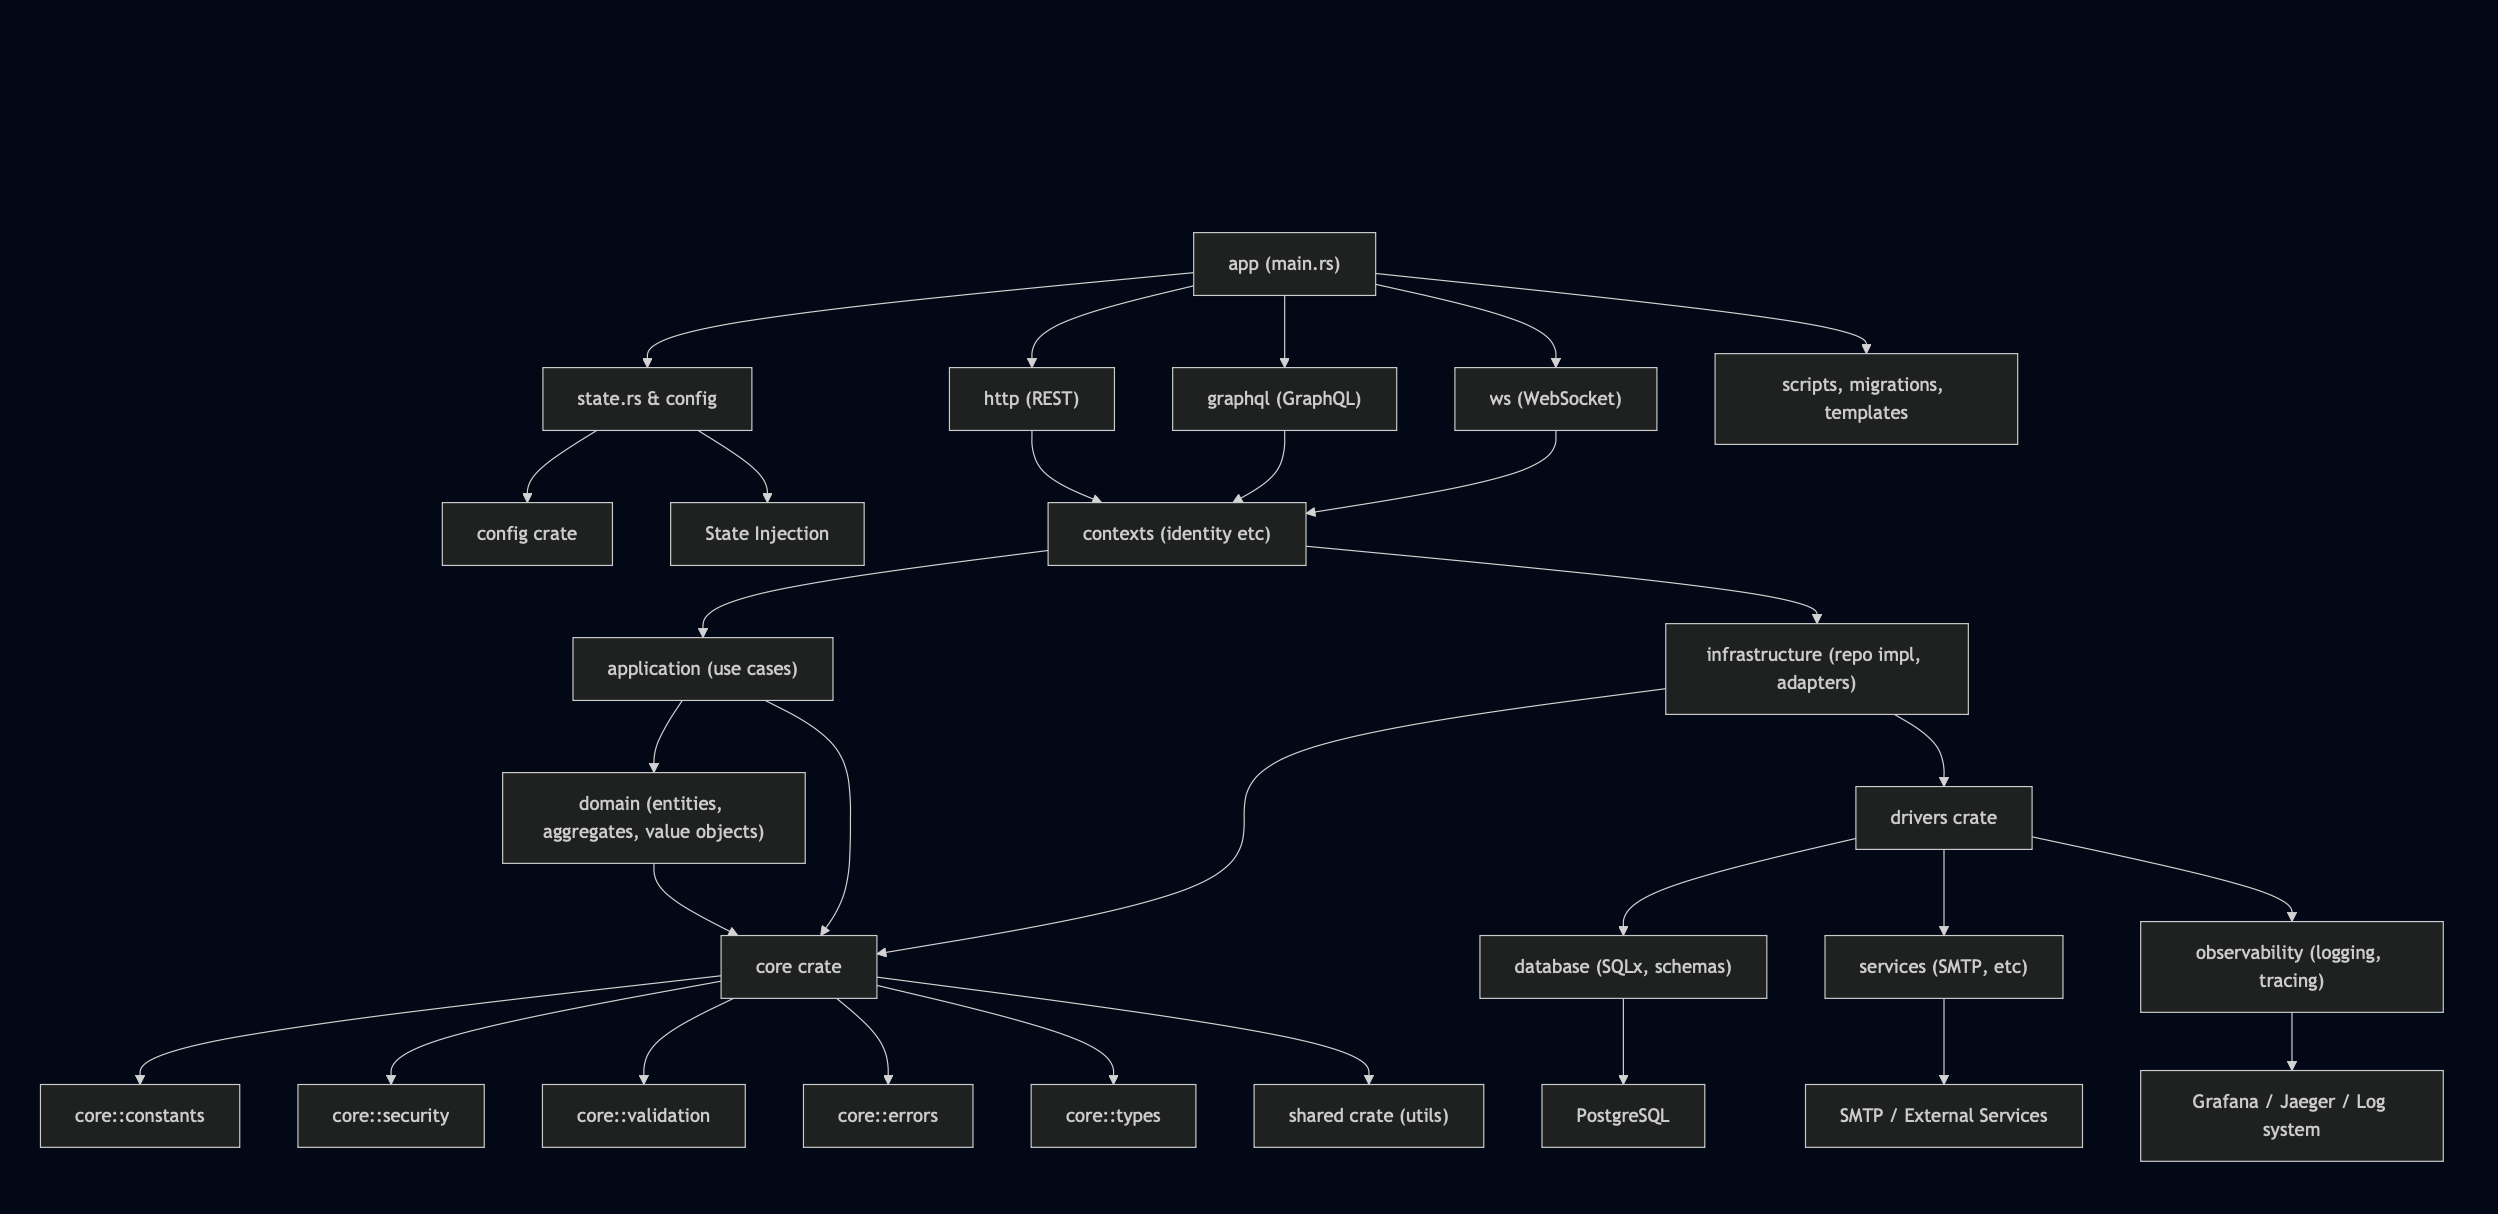 app (main.rs)
state.rs & config
http (REST)
graphql (GraphQL)
ws (WebSocket)
scripts, migrations,
templates
config crate
State Injection
contexts (identity etc)
application (use cases)
infrastructure (repo impl,
adapters)
domain (entities,
aggregates, value objects)
drivers crate
core crate
database (SQLx, schemas)
services (SMTP, etc)
observability (logging,
tracing)
core::constants
core::security
core::validation
core::errors
core::types
shared crate (utils)
PostgreSQL
SMTP / External Services
Grafana / Jaeger / Log
system